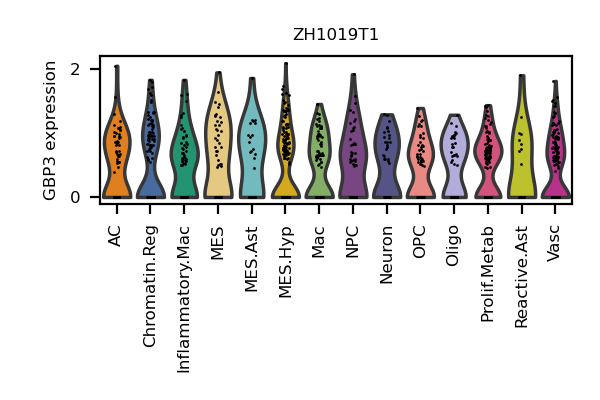 ZH1019T1
GBP3 expression
2
0
AC
Chromatin.Reg
Inflammatory.Mac
MES
MES.Ast
MES.Hyp
Mac
NPC
Neuron
OPC
Oligo
Prolif.Metab
Reactive.Ast
Vasc